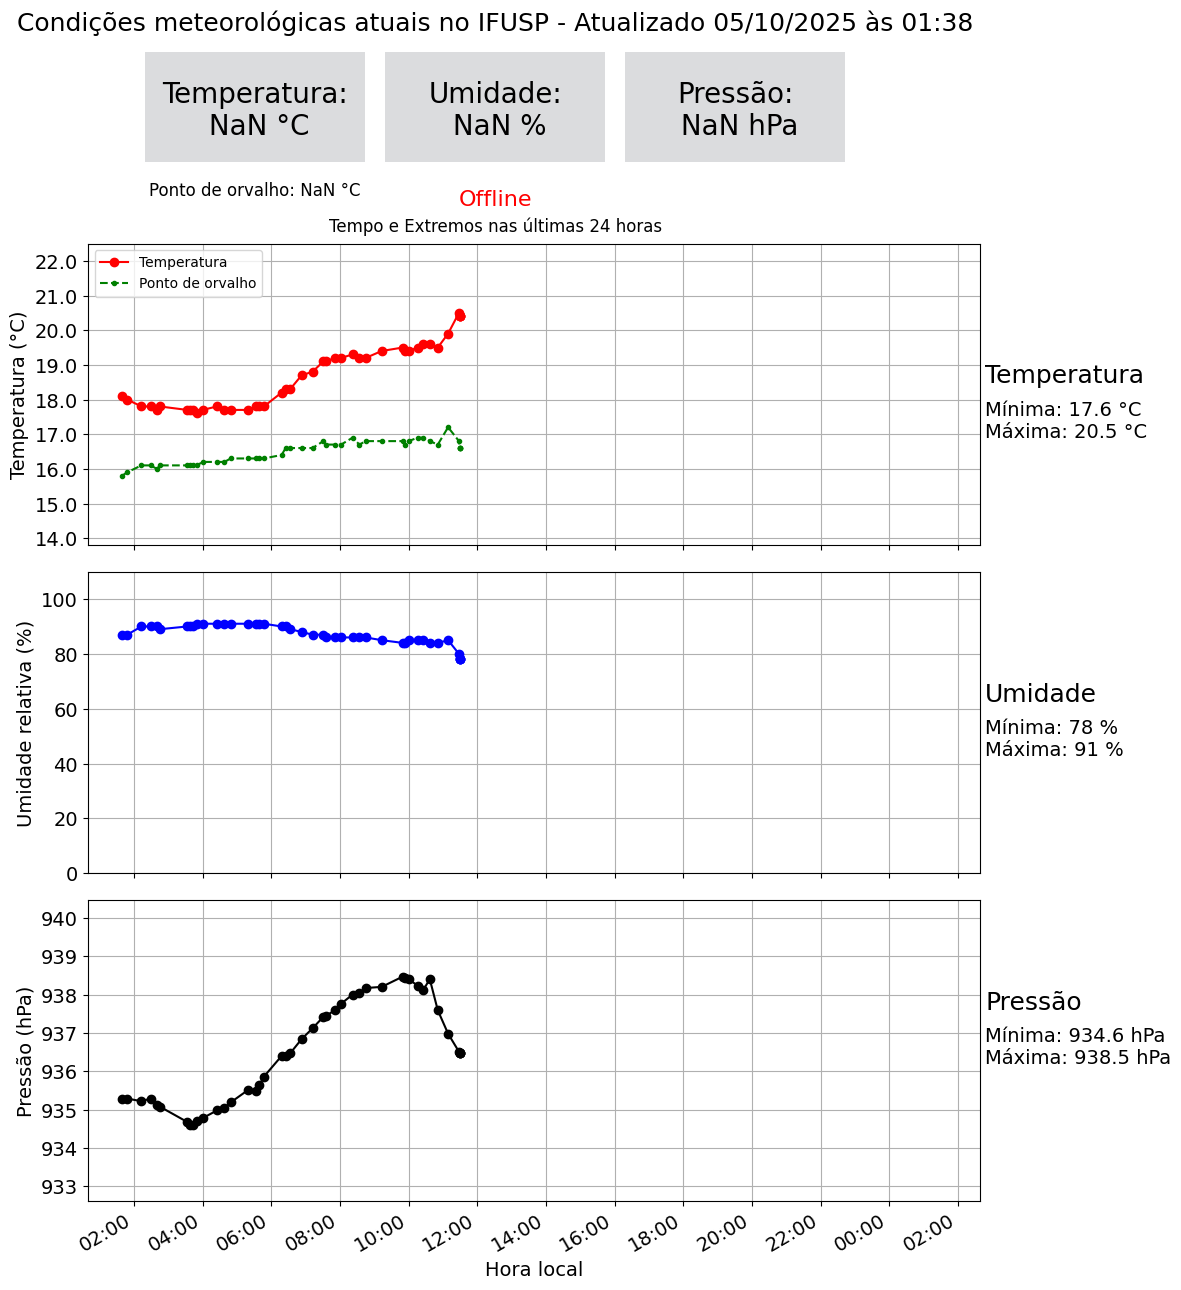 Condições meteorológicas atuais no IFUSP - Atualizado 05/10/2025 às 01:38
Temperatura:
NaN °C
Umidade:
NaN %
Pressão:
NaN hPa
Ponto de orvalho: NaN °C
Offline
Tempo e Extremos nas últimas 24 horas
Temperatura
Ponto de orvalho
Temperatura (°C)
22.0
21.0
20.0
19.0
18.0
17.0
16.0
15.0
14.0
Temperatura
Mínima: 17.6 °C
Máxima: 20.5 °C
Umidade relativa (%)
100
80
60
40
20
0
Umidade
Mínima: 78 %
Máxima: 91 %
Pressão (hPa)
940
939
938
937
936
935
934
933
Pressão
Mínima: 934.6 hPa
Máxima: 938.5 hPa
02:00 04:00 06:00 08:00 10:00 12:00 14:00 16:00 18:00 20:00 22:00 00:00 02:00
Hora local